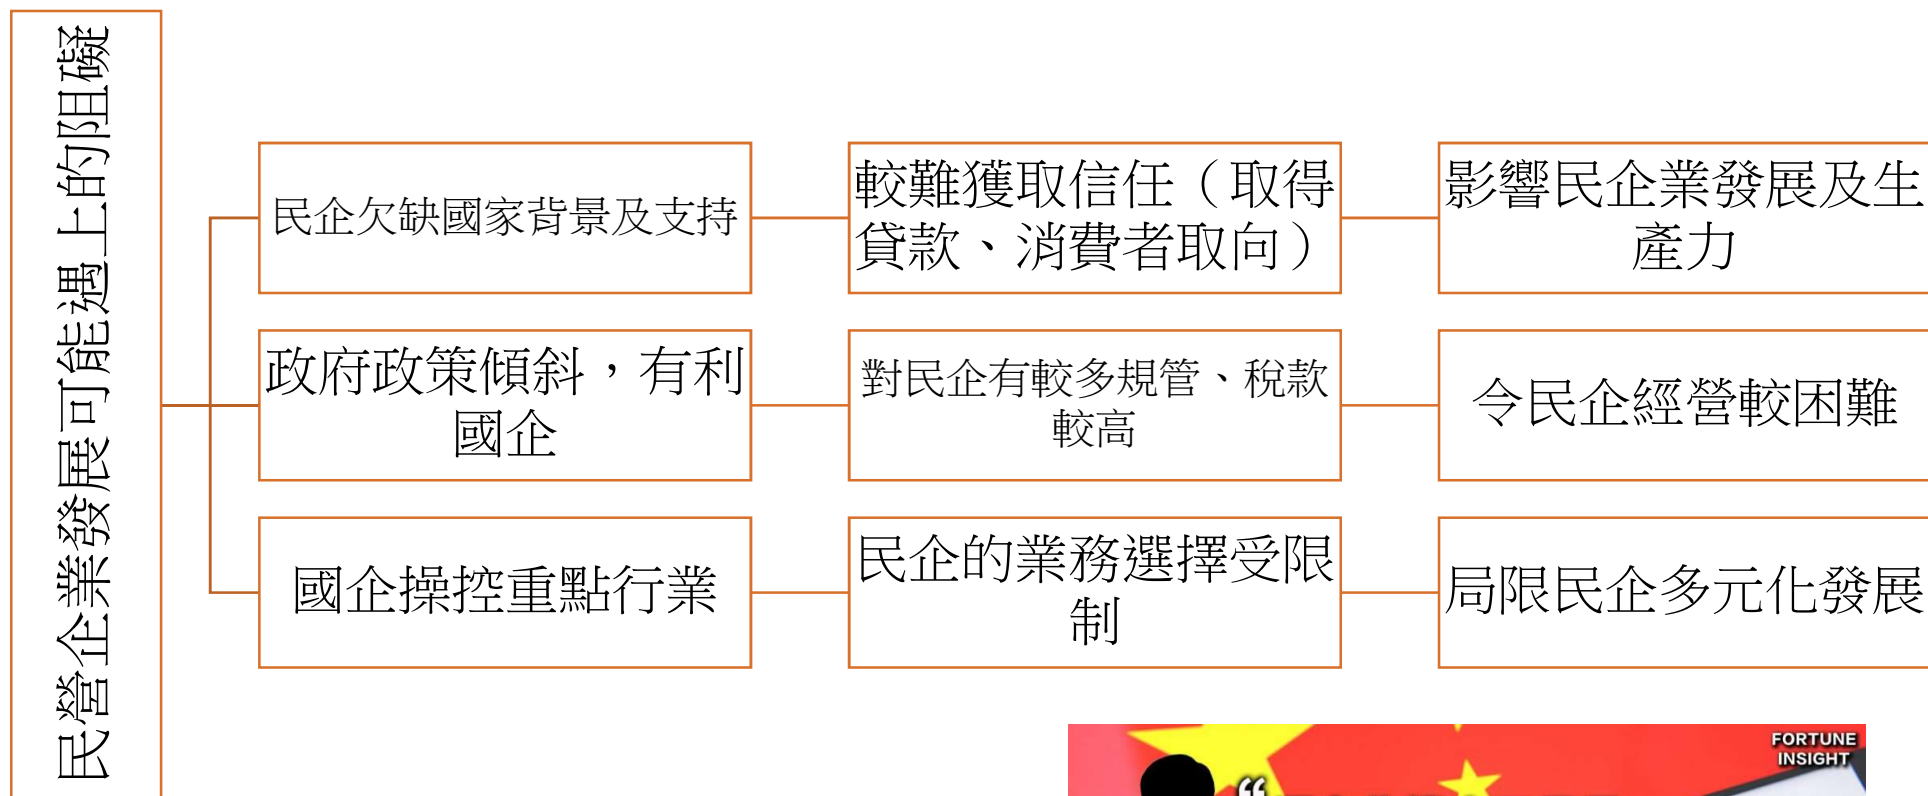 民營企業發展可能遇上的阻礙
民企欠缺國家背景及支持
較難獲取信任（取得
貸款、消費者取向）
影響民企業發展及生
產力
政府政策傾斜，有利
國企
對民企有較多規管、稅款
較高
令民企經營較困難
國企操控重點行業
民企的業務選擇受限
制
局限民企多元化發展
FORTUNE
INSIGHT
“